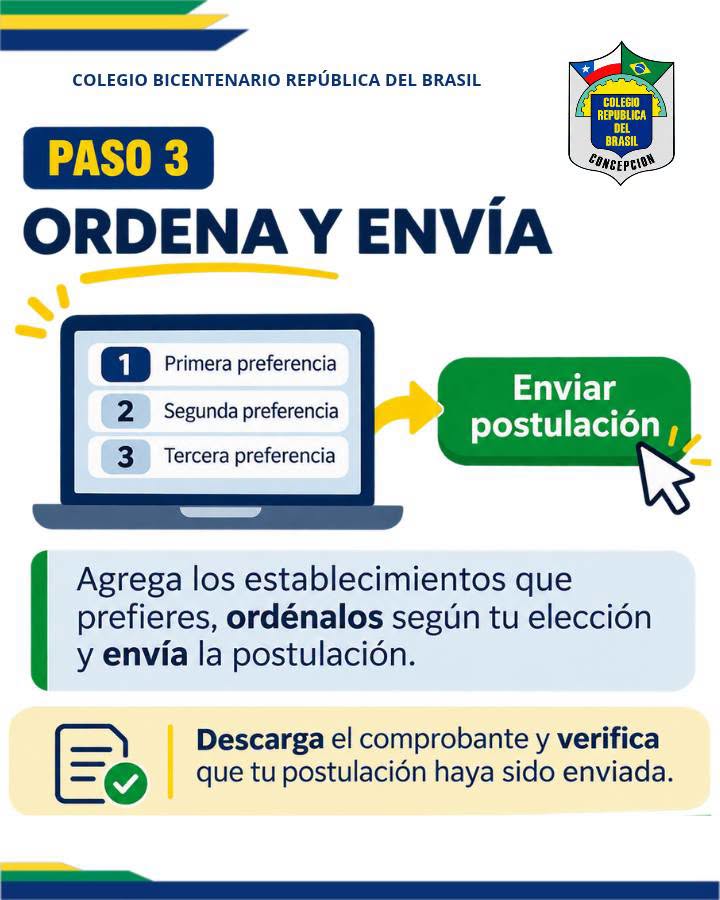 COLEGIO BICENTENARIO REPÚBLICA DEL BRASIL
COLEGIO
REPUBLICA
DEL
BRASIL
CONCEPCION
PASO 3
ORDENA Y ENVÍA
1 Primera preferencia
2 Segunda preferencia
3 Tercera preferencia
Enviar
postulación
Agrega los establecimientos que
prefieres, ordénalos según tu elección
y envía la postulación.
Descarga el comprobante y verifica
que tu postulación haya sido enviada.